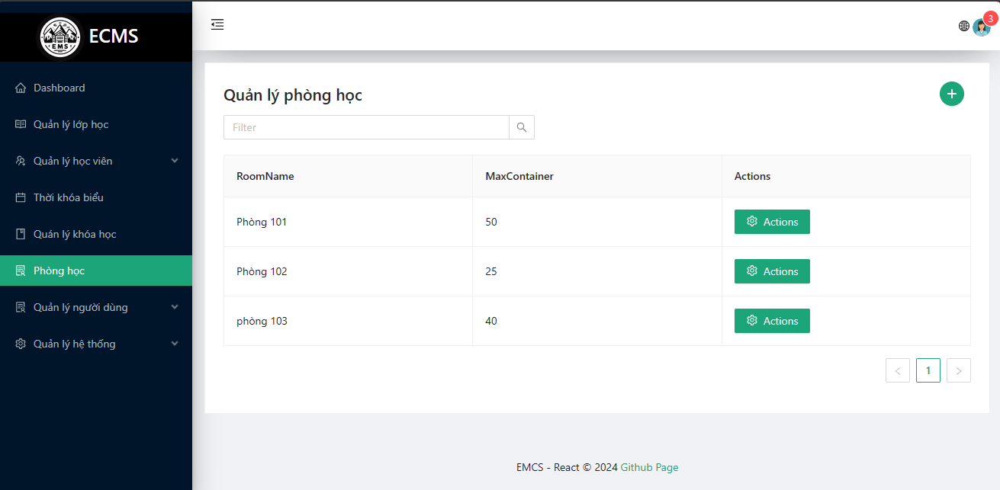 EMS
ECMS
3
Dashboard
Quản lý lớp học
Quản lý học viên
Thời khóa biểu
Quán lý khóa học
Phòng học
Quản lý người dùng
Quản lý hệ thống
Quản lý phòng học
Filter
RoomName MaxContainer Actions
Phòng 101 50 Actions
Phòng 102 25 Actions
phòng 103 40 Actions
< 1 >
EMCS - React © 2024 Github Page